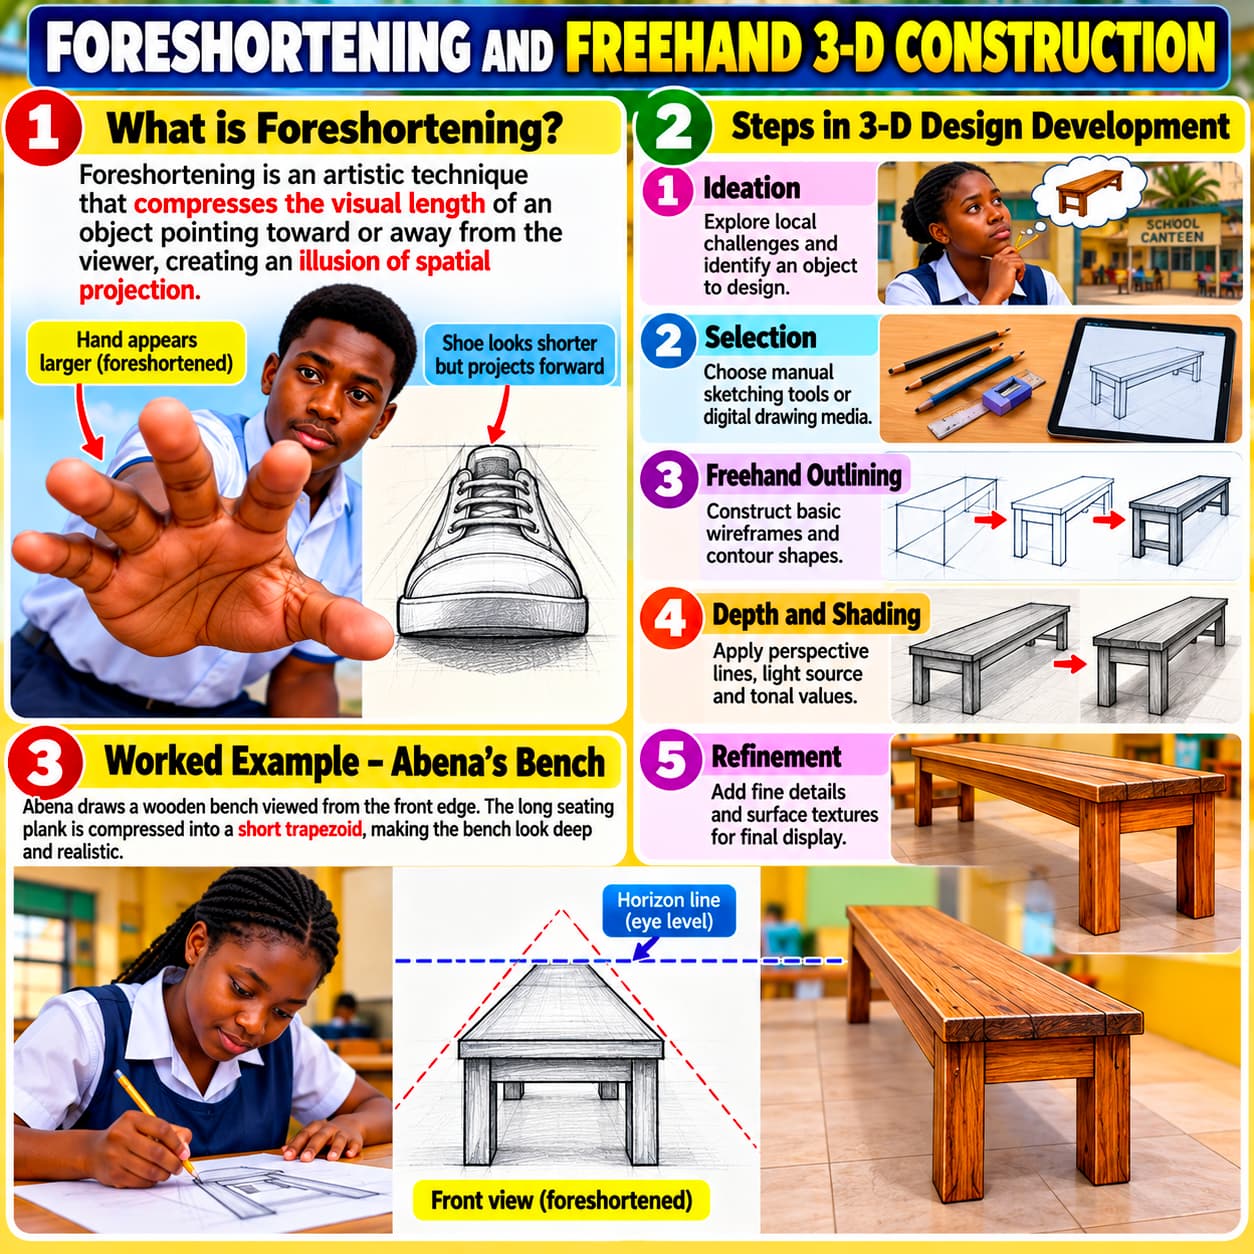 FORESHORTENING AND FREEHAND 3-D CONSTRUCTION
1 What is Foreshortening?
Foreshortening is an artistic technique
that compresses the visual length of an
object pointing toward or away from the
viewer, creating an illusion of spatial
projection.
Hand appears
larger (foreshortened)
Shoe looks shorter
but projects forward
2 Steps in 3-D Design Development
1 Ideation
Explore local
challenges and
identify an object
to design.
SCHOOL
CANTEEN
2 Selection
Choose manual
sketching tools or
digital drawing media.
3 Freehand Outlining
Construct basic
wireframes and
contour shapes.
4 Depth and Shading
Apply perspective
lines, light source
and tonal values.
5 Refinement
Add fine details
and surface textures
for final display.
3 Worked Example – Abena's Bench
Abena draws a wooden bench viewed from the front edge. The long seating
plank is compressed into a short trapezoid, making the bench look deep
and realistic.
Horizon line
(eye level)
Front view (foreshortened)